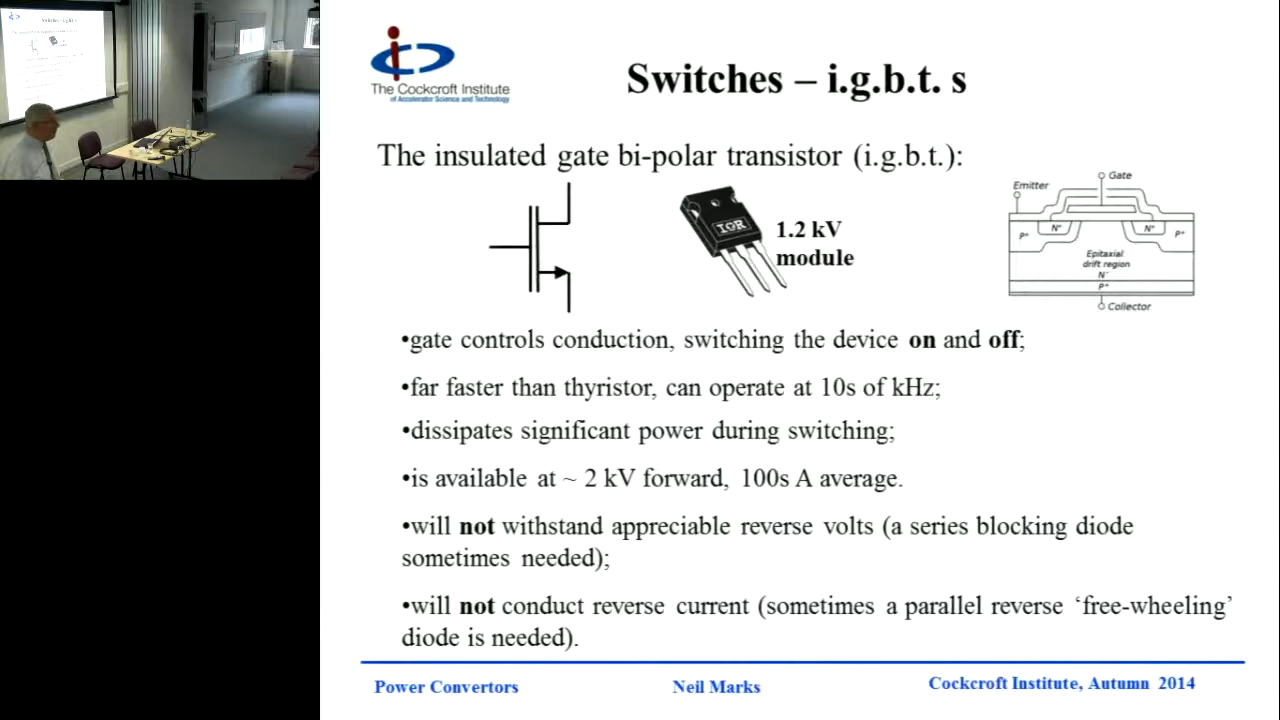 The Cockcroft Institute
of Accelerator Science and Technology
Switches – i.g.b.t. s
The insulated gate bi-polar transistor (i.g.b.t.):
IGR
1.2 kV
module
Gate
Emitter
P+
N+
N+
P+
Epitaxial
drift region
N-
P+
Collector
•gate controls conduction, switching the device on and off;
•far faster than thyristor, can operate at 10s of kHz;
•dissipates significant power during switching;
•is available at ~ 2 kV forward, 100s A average.
•will not withstand appreciable reverse volts (a series blocking diode
sometimes needed);
•will not conduct reverse current (sometimes a parallel reverse ‘free-wheeling’
diode is needed).
Power Convertors
Neil Marks
Cockcroft Institute, Autumn 2014